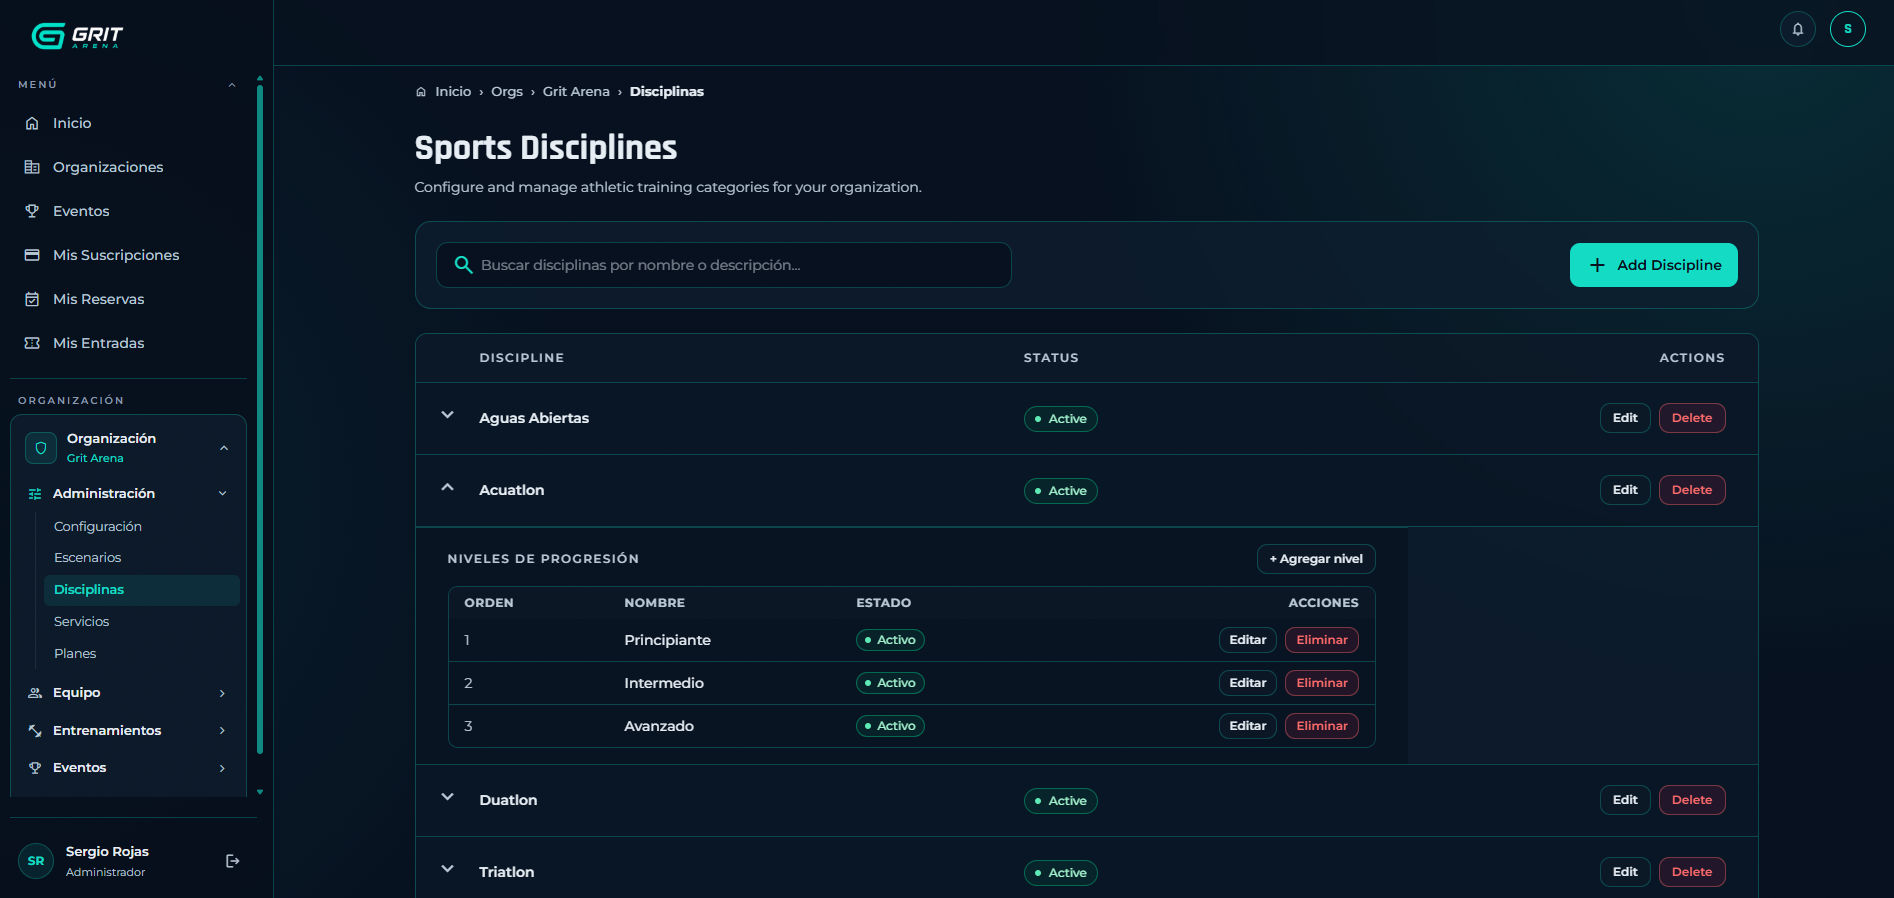 GRIT
ARENA
MENÚ
Inicio
Organizaciones
Eventos
Mis Suscripciones
Mis Reservas
Mis Entradas
ORGANIZACIÓN
Organización
Grit Arena
Administración
Configuración
Escenarios
Disciplinas
Servicios
Planes
Equipo
Entrenamientos
Eventos
SR
Sergio Rojas
Administrador
S
Inicio › Orgs › Grit Arena › Disciplinas
Sports Disciplines
Configure and manage athletic training categories for your organization.
Buscar disciplinas por nombre o descripción...
+ Add Discipline
DISCIPLINE STATUS ACTIONS
Aguas Abiertas Active Edit Delete
Acuatlon Active Edit Delete
NIVELES DE PROGRESIÓN + Agregar nivel
ORDEN NOMBRE ESTADO ACCIONES
1 Principiante Activo Editar Eliminar
2 Intermedio Activo Editar Eliminar
3 Avanzado Activo Editar Eliminar
Duatlon Active Edit Delete
Triatlon Active Edit Delete